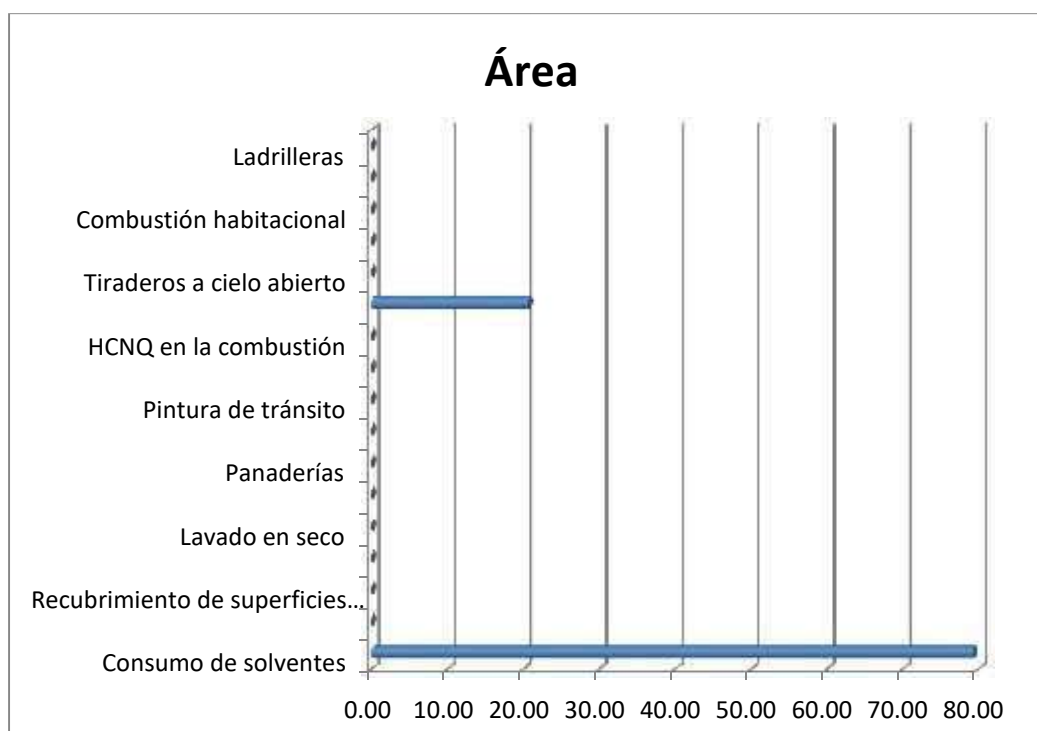 Área
Ladrilleras
Combustión habitacional
Tiraderos a cielo abierto
HCNQ en la combustión
Pintura de tránsito
Panaderías
Lavado en seco
Recubrimiento de superficies...
Consumo de solventes
0.00 10.00 20.00 30.00 40.00 50.00 60.00 70.00 80.00